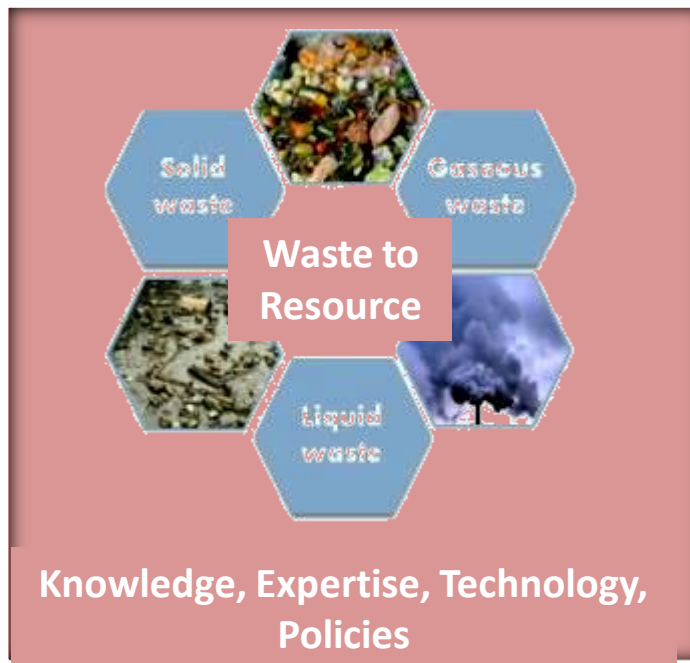 Solid
waste
Gaseous
waste
Waste to
Resource
Liquid
waste
Knowledge, Expertise, Technology,
Policies